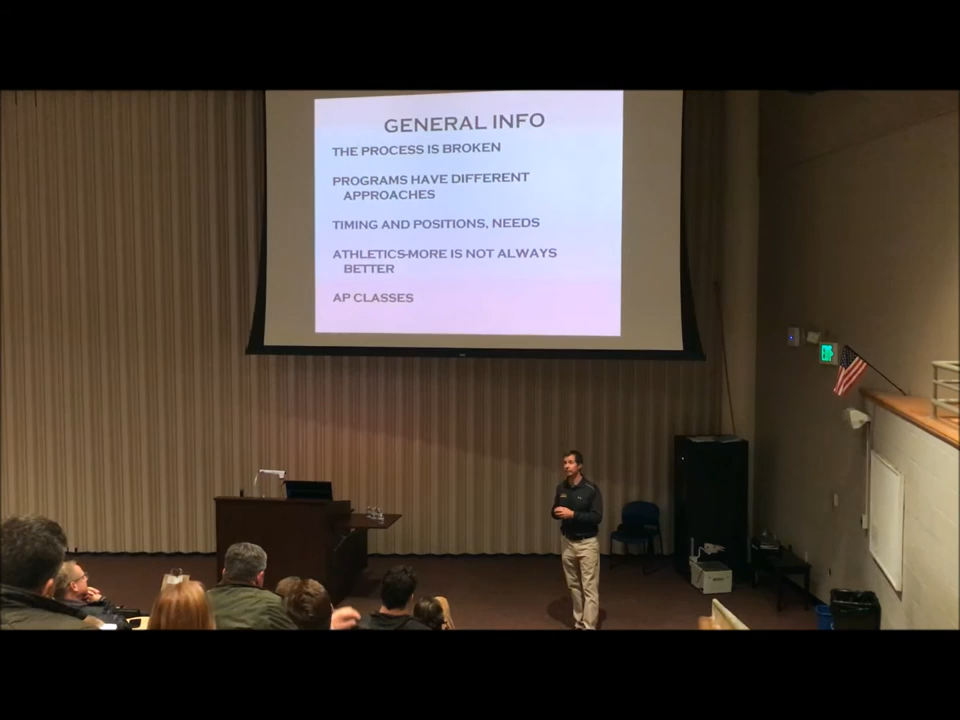 GENERAL INFO
THE PROCESS IS BROKEN
PROGRAMS HAVE DIFFERENT
APPROACHES
TIMING AND POSITIONS, NEEDS
ATHLETICS-MORE IS NOT ALWAYS
BETTER
AP CLASSES